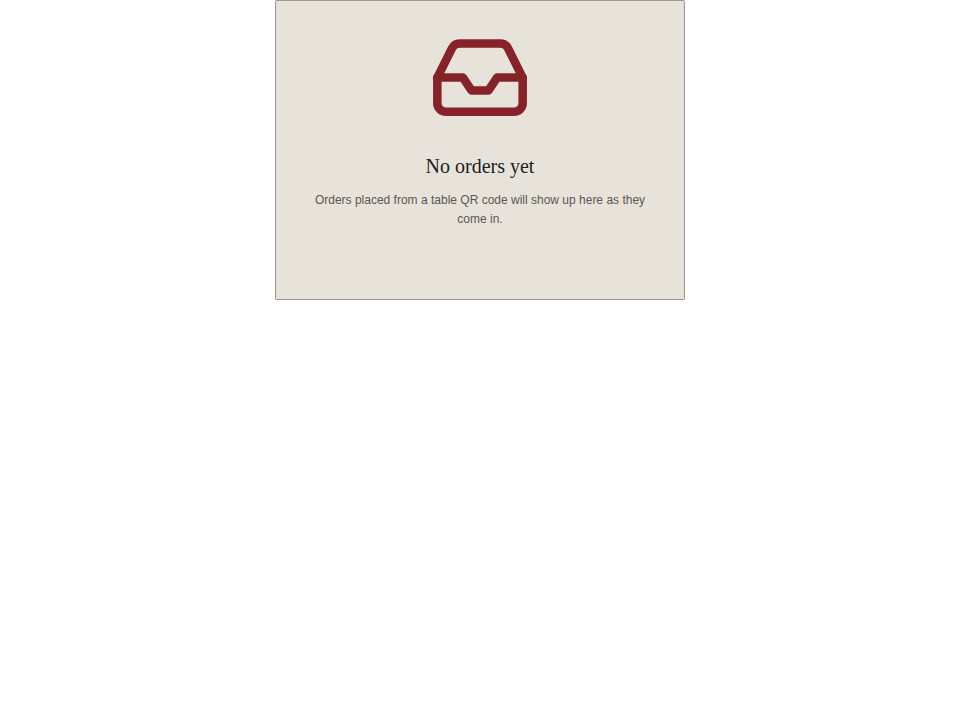 No orders yet
Orders placed from a table QR code will show up here as they
come in.